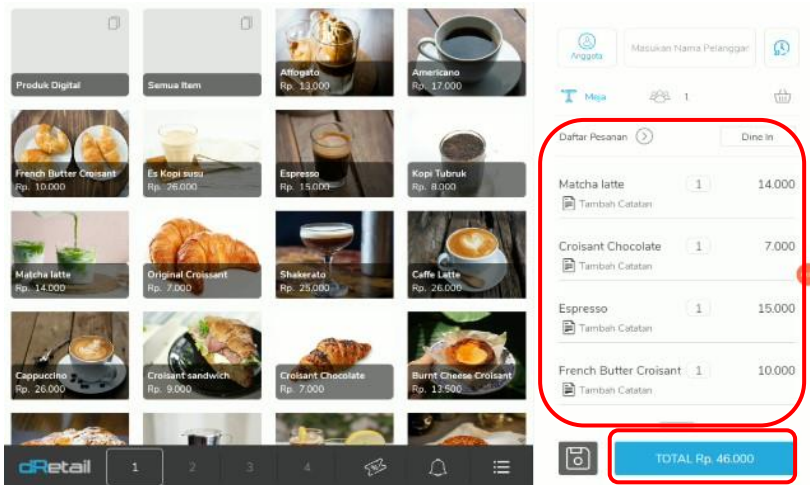 Produk Digital
Semua Item
Affogato
Rp. 13.000
Americano
Rp. 17.000
French Butter Croisant
Rp. 10.000
Es Kopi susu
Rp. 26.000
Espresso
Rp. 15.000
Kopi Tubruk
Rp. 8.000
Matcha latte
Rp. 14.000
Original Croissant
Rp. 7.000
Shakerato
Rp. 25.000
Caffe Latte
Rp. 26.000
Cappuccino
Rp. 26.000
Croisant sandwich
Rp. 9.000
Croisant Chocolate
Rp. 7.000
Burnt Cheese Croisant
Rp. 13.500
dRetail
1
2
3
4
Anggota
Masukan Nama Pelanggar
Meja
1
Daftar Pesanan
Dine In
Matcha latte 1 14.000
Tambah Catatan
Croisant Chocolate 1 7.000
Tambah Catatan
Espresso 1 15.000
Tambah Catatan
French Butter Croisant 1 10.000
Tambah Catatan
TOTAL Rp. 46.000